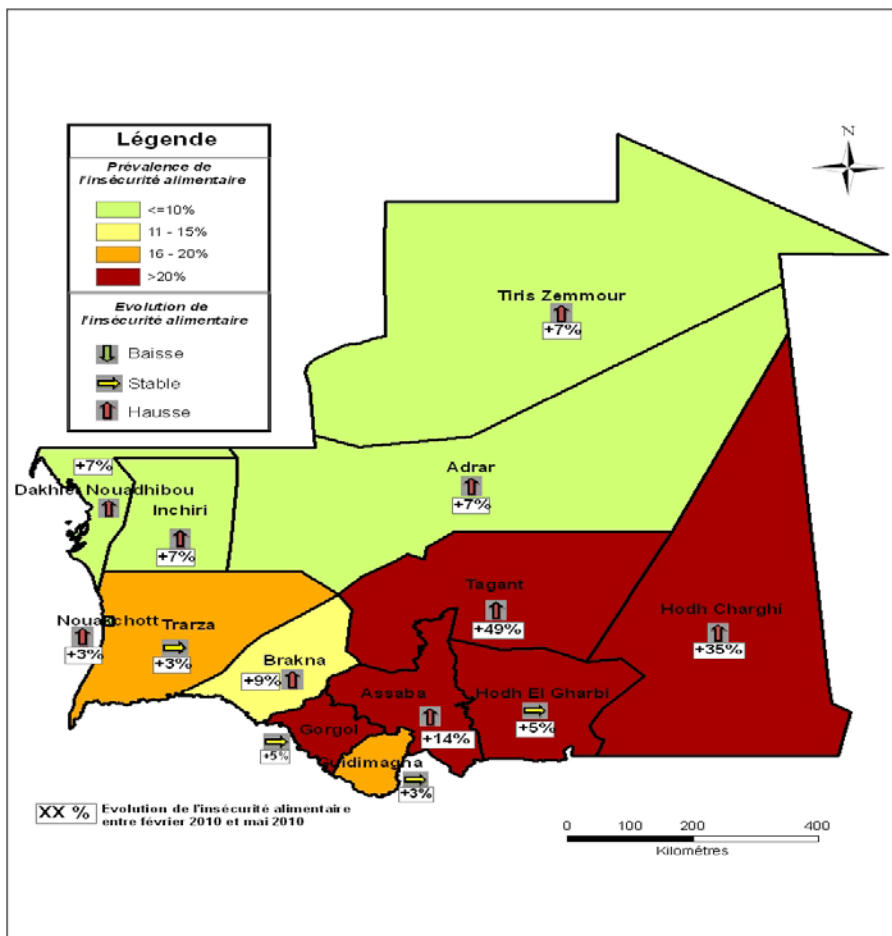 Légende
Prévalence de
l'insécurité alimentaire
<=10%
11 - 15%
16 - 20%
>20%
Evolution de
l'insécurité alimentaire
Baisse
Stable
Hausse
N
Tiris Zemmour
+7%
+7%
Dakhlet Nouadhibou
Inchiri
+7%
Adrar
+7%
Nouakchott
+3%
Trarza
+3%
Brakna
+9%
Tagant
+49%
Hodh Charghi
+35%
Assaba
+14%
Hodh El Gharbi
+5%
Gorgol
+5%
Guidimagha
+3%
XX % Evolution de l'insécurité alimentaire
entre février 2010 et mai 2010
0 100 200 400
Kilométres